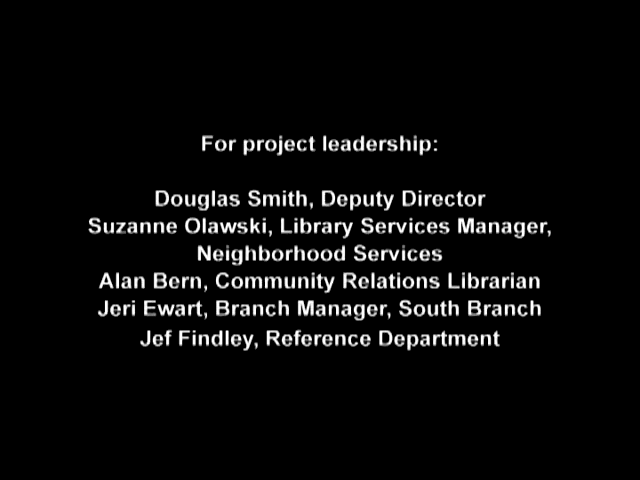 For project leadership:
Douglas Smith, Deputy Director
Suzanne Olawski, Library Services Manager,
Neighborhood Services
Alan Bern, Community Relations Librarian
Jeri Ewart, Branch Manager, South Branch
Jef Findley, Reference Department